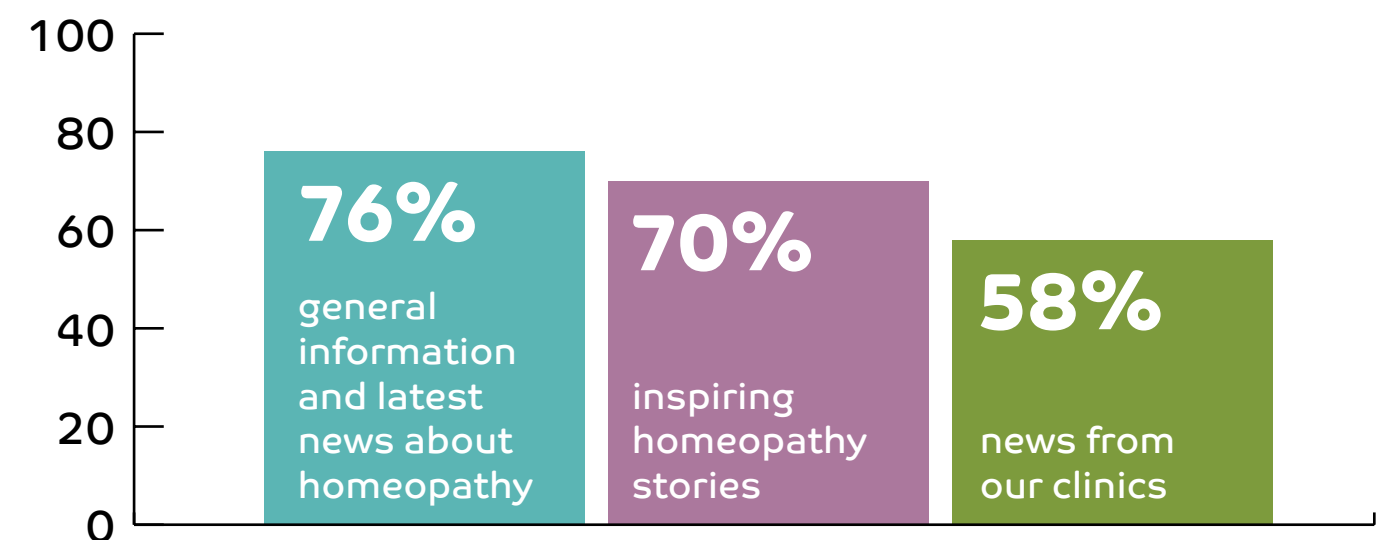 100
80
60
40
20
0
76%
general
information
and latest
news about
homeopathy
70%
inspiring
homeopathy
stories
58%
news from
our clinics